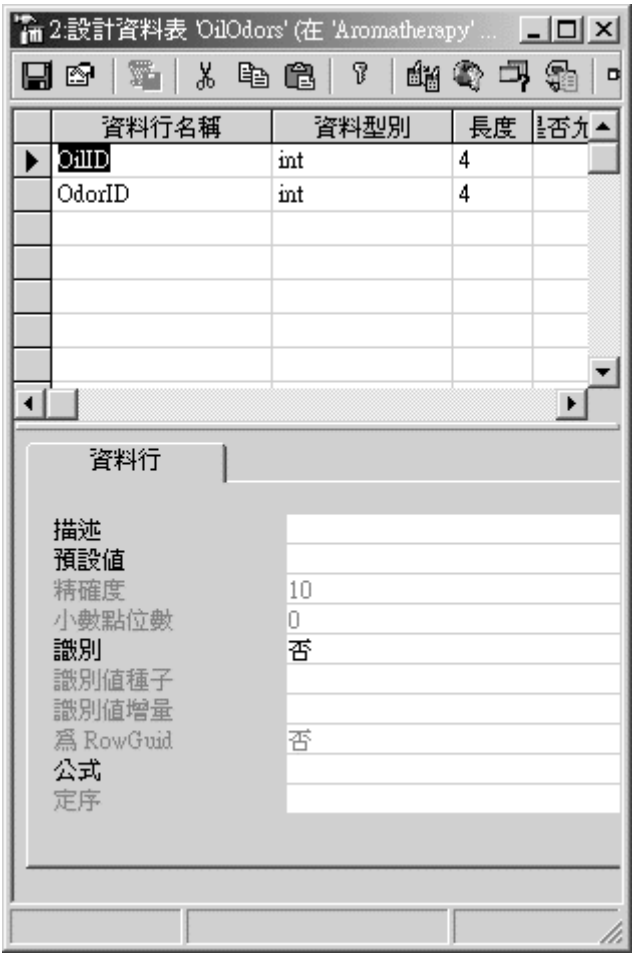 2:設計資料表 'OilOdors' (在 'Aromatherapy' ...
資料行名稱 資料型別 長度 是否允
OilID int 4
OdorID int 4
資料行
描述
預設值
精確度 10
小數點位數 0
識別 否
識別值種子
識別值增量
為 RowGuid 否
公式
定序